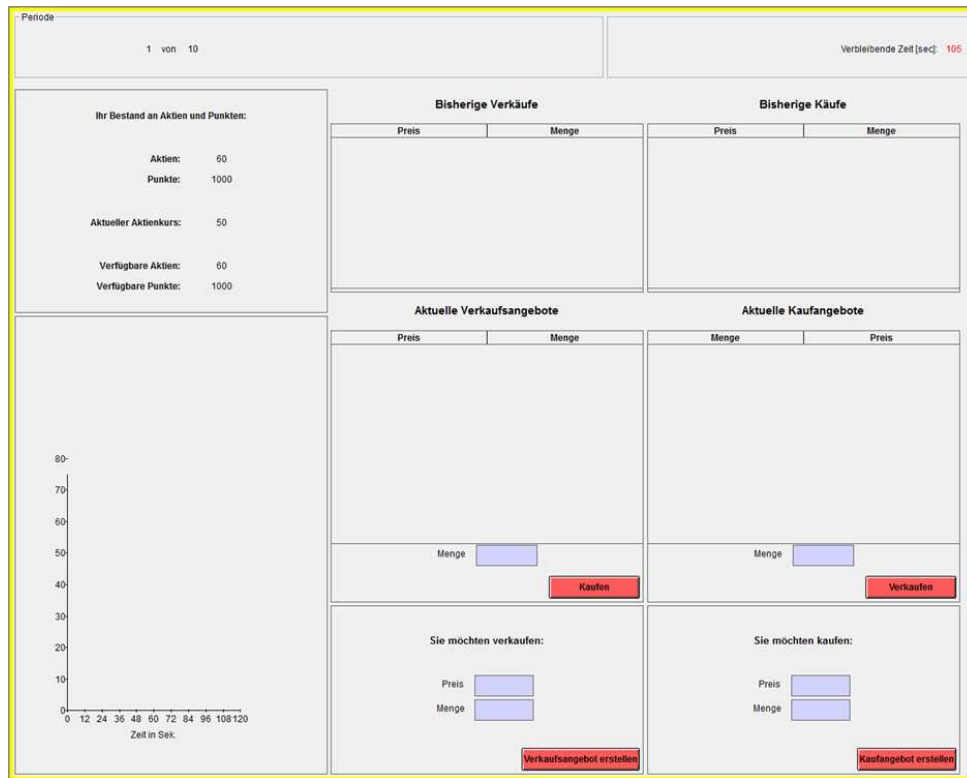 Periode
1 von 10
Verbleibende Zeit [sec]: 105
Ihr Bestand an Aktien und Punkten:
Aktien: 60
Punkte: 1000
Aktueller Aktienkurs: 50
Verfügbare Aktien: 60
Verfügbare Punkte: 1000
Bisherige Verkäufe
Preis Menge
Bisherige Käufe
Preis Menge
Aktuelle Verkaufsangebote
Preis Menge
Menge
Kaufen
Aktuelle Kaufangebote
Menge Preis
Menge
Verkaufen
80
70
60
50
40
30
20
10
0
0 12 24 36 48 60 72 84 96 108 120
Zeit in Sek.
Sie möchten verkaufen:
Preis
Menge
Verkaufsangebot erstellen
Sie möchten kaufen:
Preis
Menge
Kaufangebot erstellen